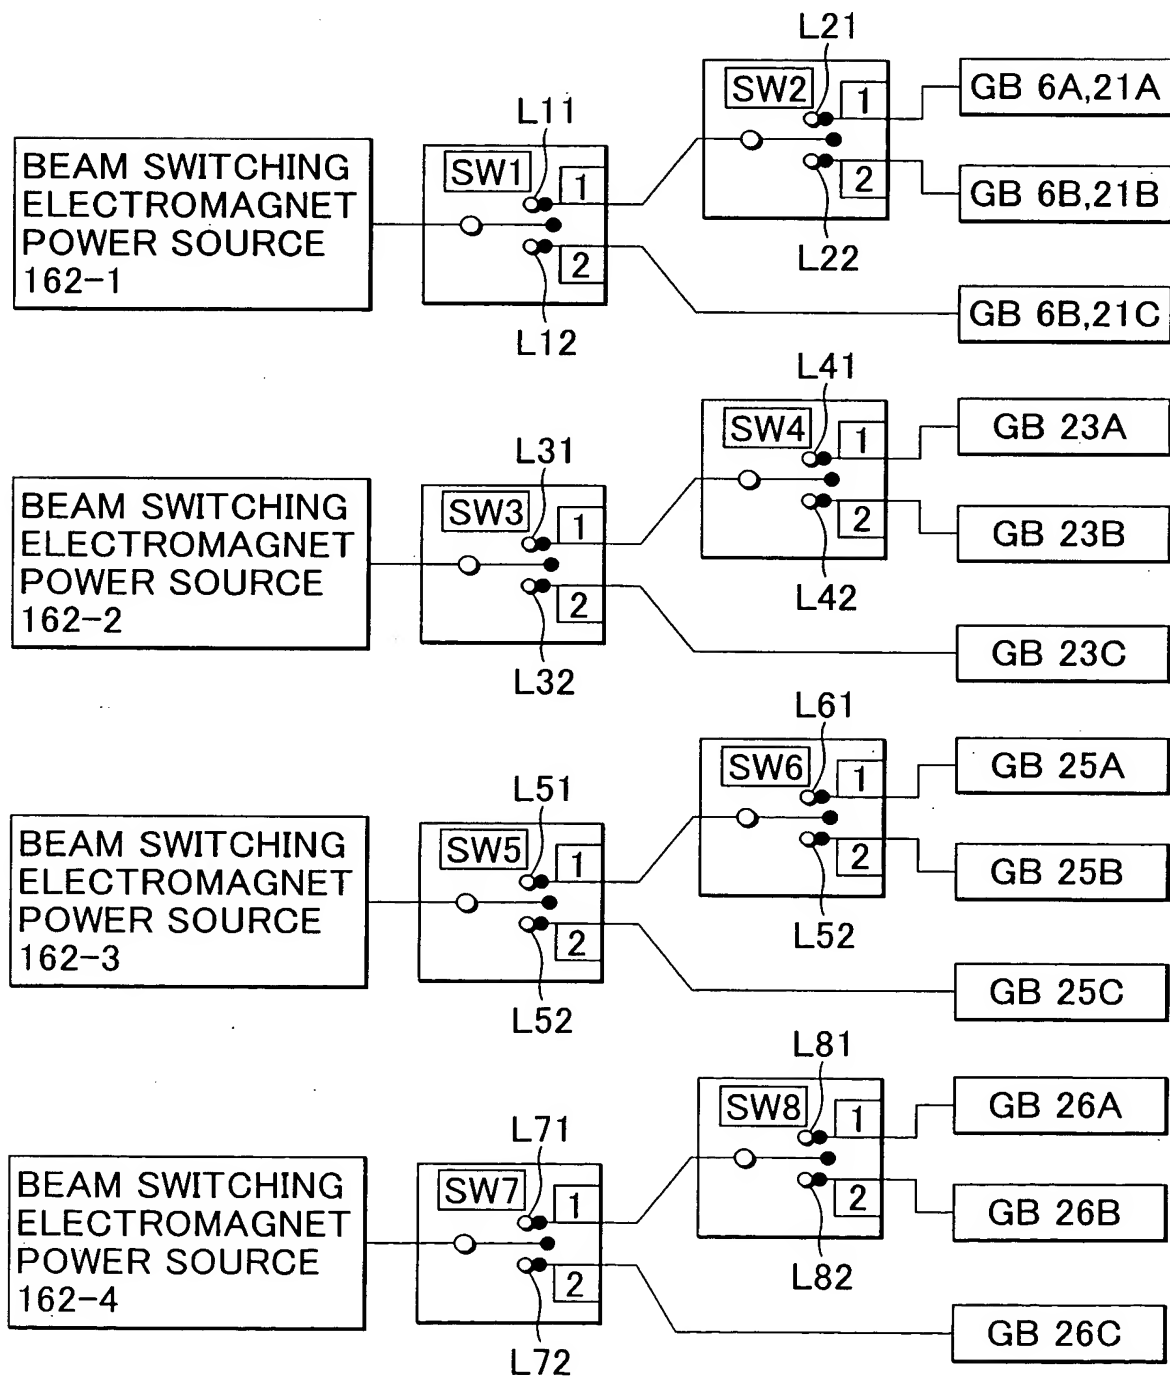 L21
SW2
1
GB 6A,21A
L11
BEAM SWITCHING
ELECTROMAGNET
POWER SOURCE
162-1
SW1
1
2
GB 6B,21B
L22
2
L12
GB 6B,21C
L41
SW4
1
GB 23A
L31
BEAM SWITCHING
ELECTROMAGNET
POWER SOURCE
162-2
SW3
1
2
GB 23B
L42
2
L32
GB 23C
L61
SW6
1
GB 25A
L51
BEAM SWITCHING
ELECTROMAGNET
POWER SOURCE
162-3
SW5
1
2
GB 25B
L52
2
L52
GB 25C
L81
SW8
1
GB 26A
L71
BEAM SWITCHING
ELECTROMAGNET
POWER SOURCE
162-4
SW7
1
2
GB 26B
L82
2
L72
GB 26C